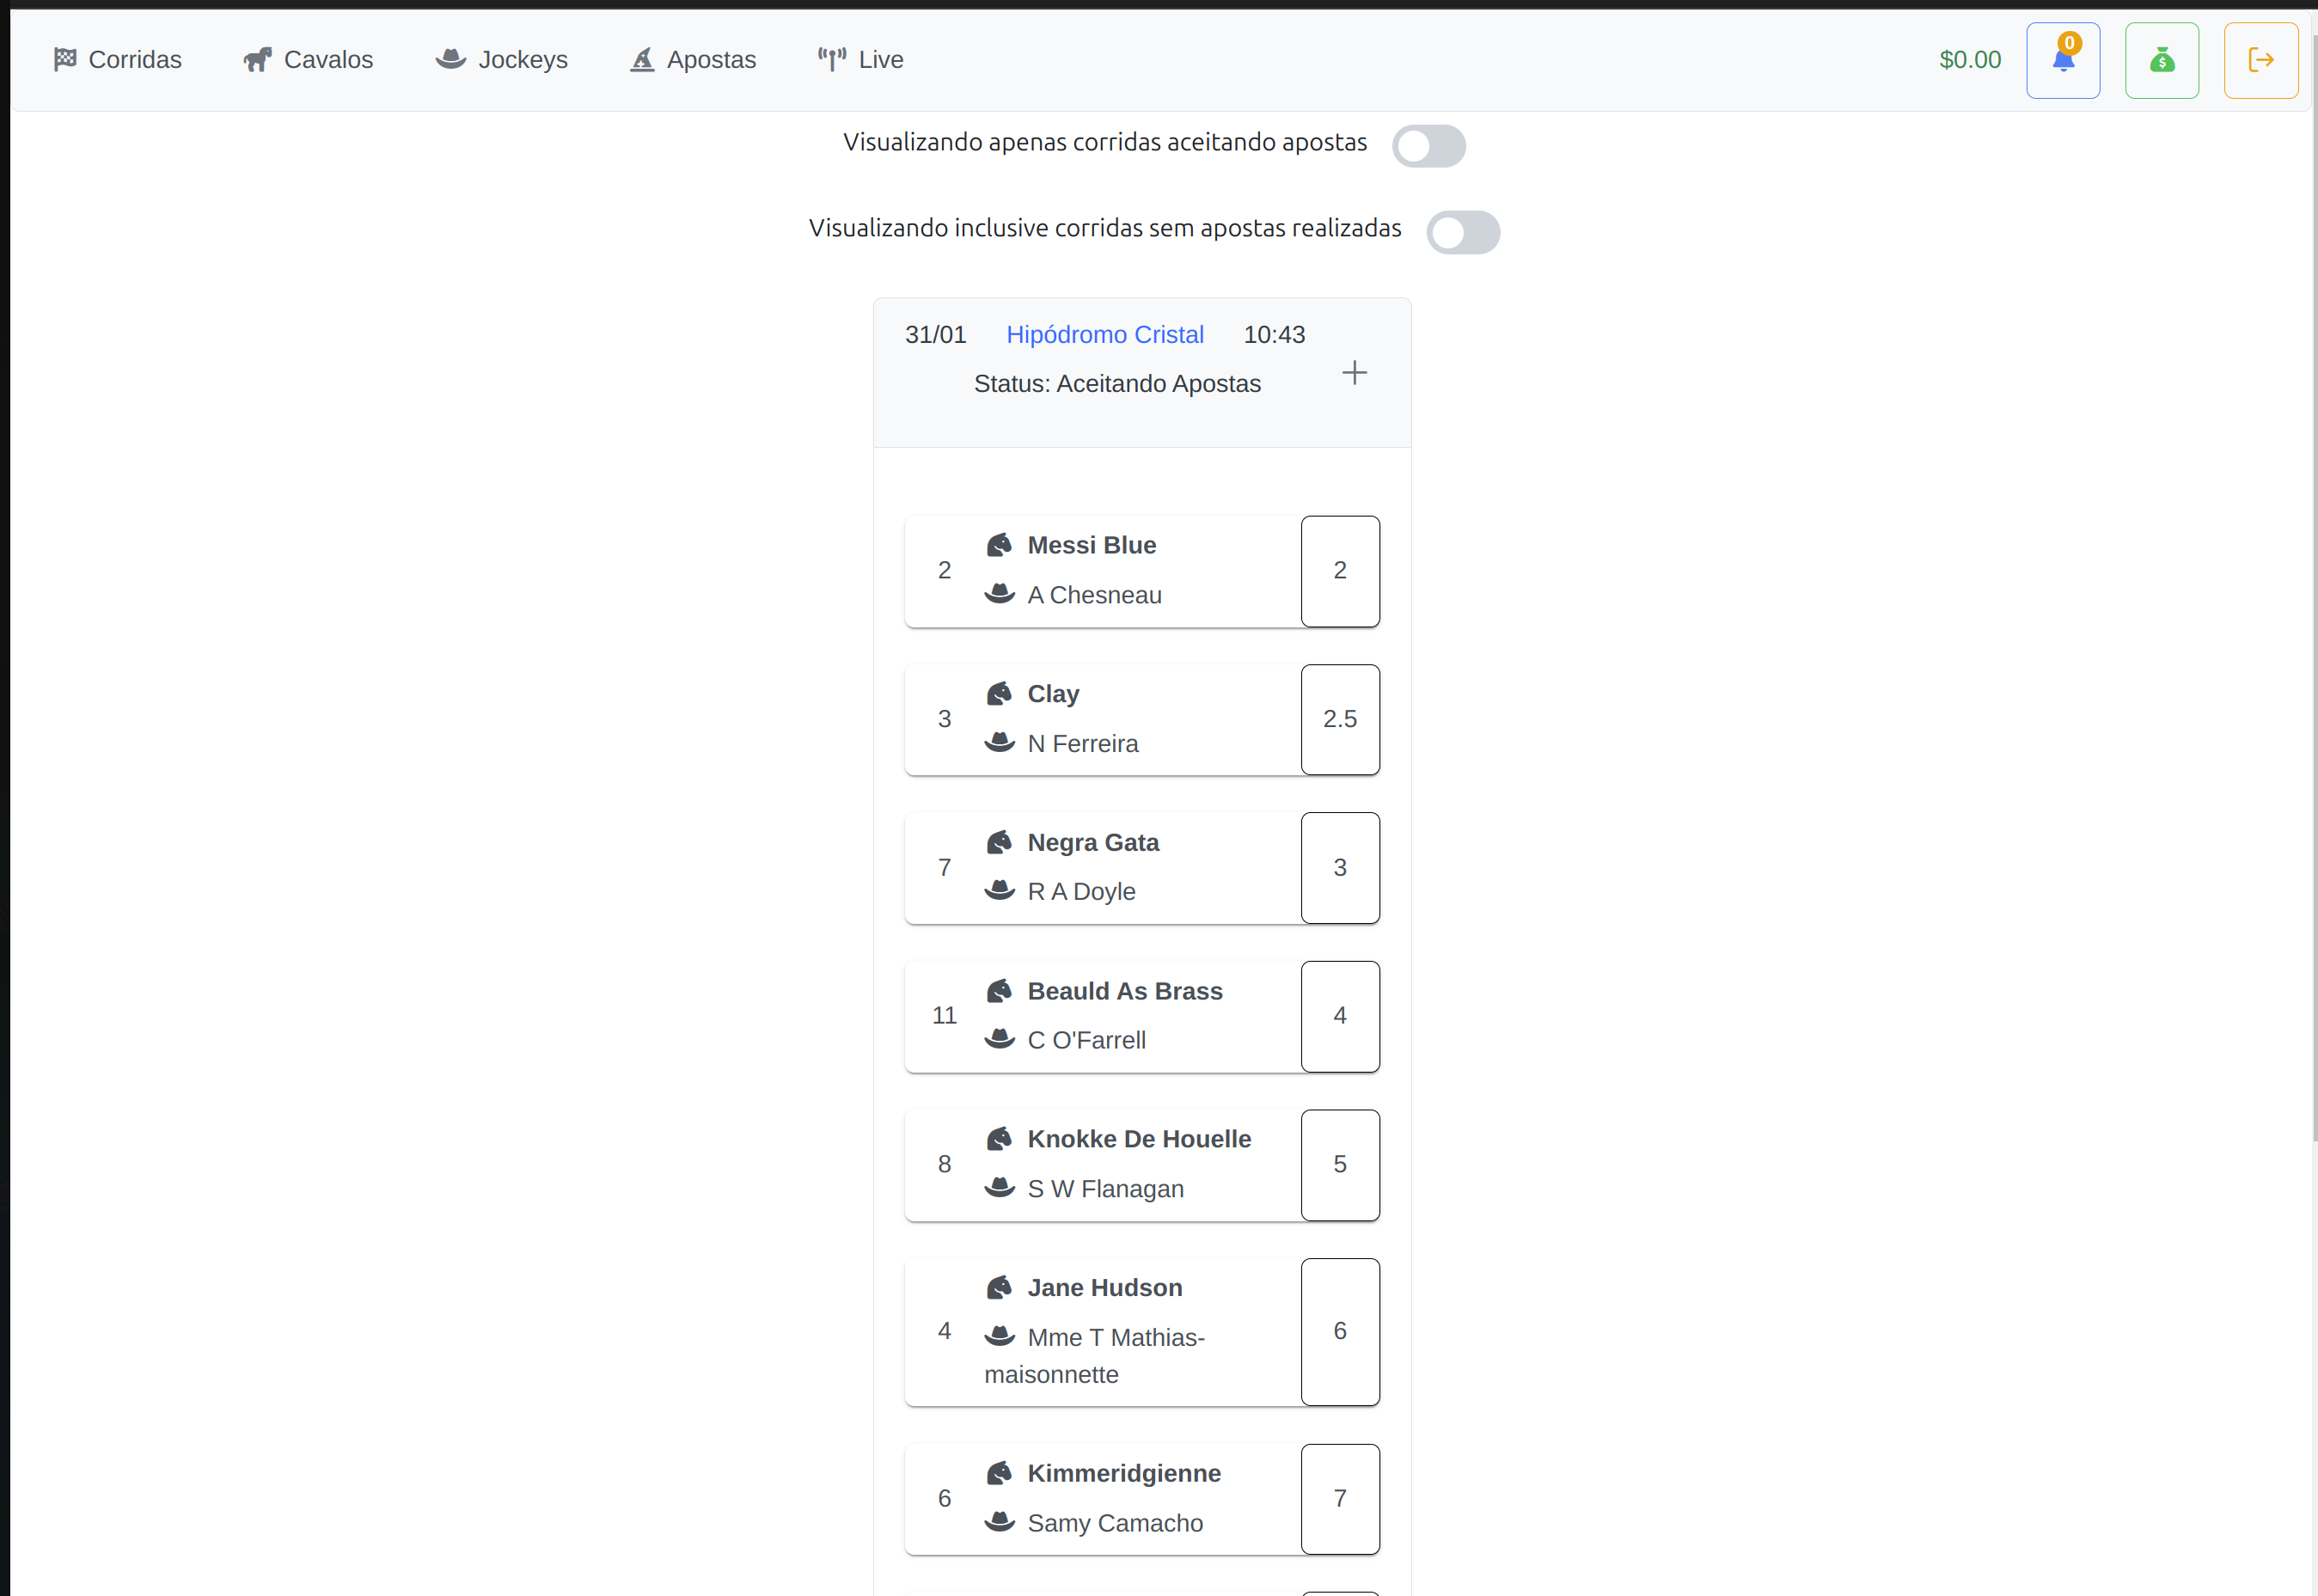 Corridas Cavalos Jockeys Apostas Live $0.00 0
Visualizando apenas corridas aceitando apostas
Visualizando inclusive corridas sem apostas realizadas
31/01 Hipódromo Cristal 10:43
Status: Aceitando Apostas
Messi Blue
2 2
A Chesneau
Clay
3 2.5
N Ferreira
Negra Gata
7 3
R A Doyle
Beauld As Brass
11 4
C O'Farrell
Knokke De Houelle
8 5
S W Flanagan
Jane Hudson
4 6
Mme T Mathias-
maisonnette
Kimmeridgienne
6 7
Samy Camacho